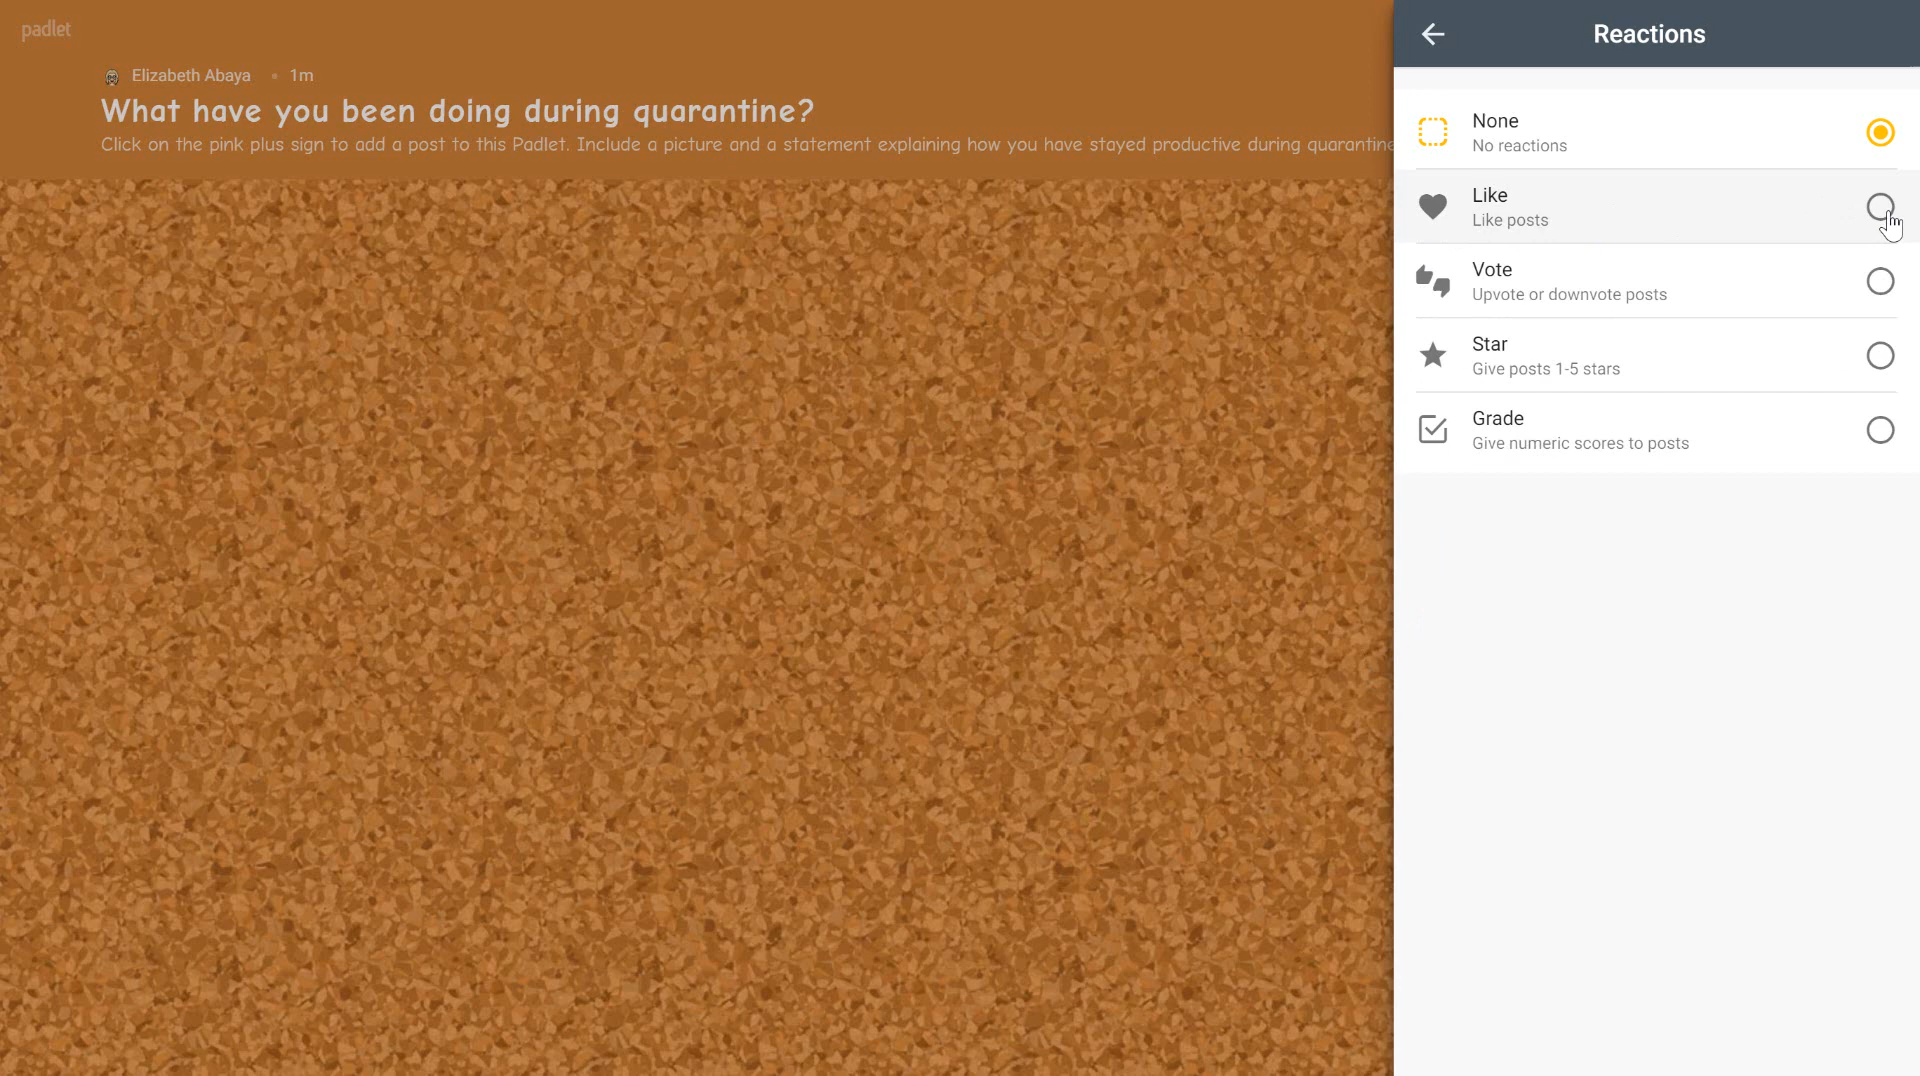 padlet
Elizabeth Abaya • 1m
What have you been doing during quarantine?
Click on the pink plus sign to add a post to this Padlet. Include a picture and a statement explaining how you have stayed productive during quarantine
Reactions
None
No reactions
Like
Like posts
Vote
Upvote or downvote posts
Star
Give posts 1-5 stars
Grade
Give numeric scores to posts